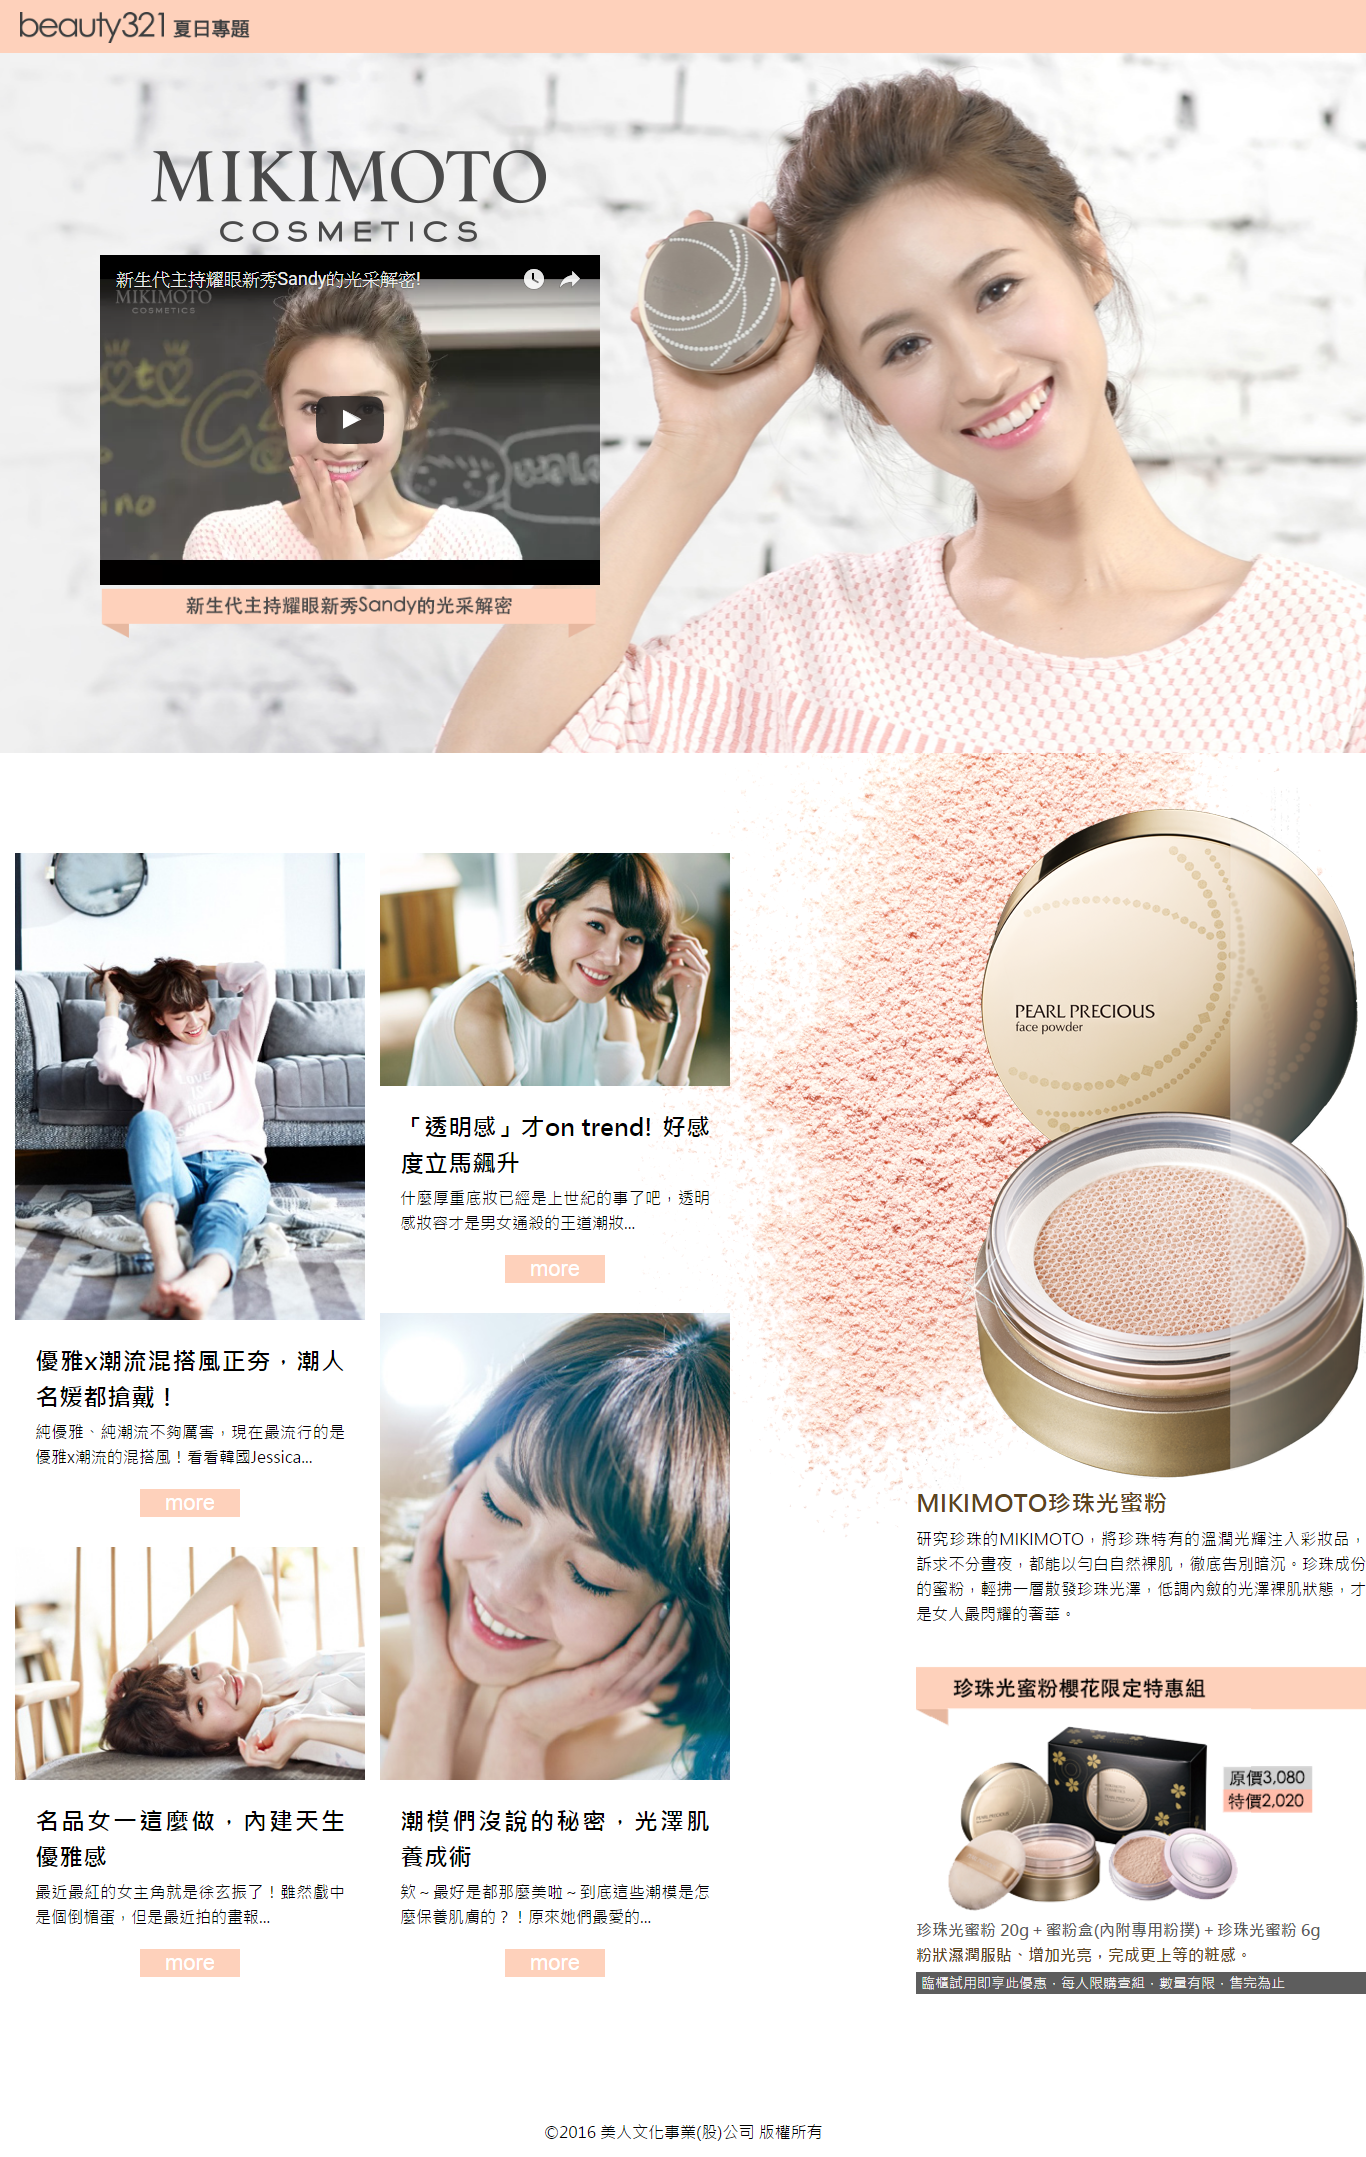 beauty321 夏日專題
MIKIMOTO
COSMETICS
新生代主持耀眼新秀Sandy的光采解密!
MIKIMOTO
COSMETICS
新生代主持耀眼新秀Sandy的光采解密
PEARL PRECIOUS
face powder
「透明感」才on trend! 好感
度立馬飆升
什麼厚重底妝已經是上世紀的事了吧，透明
感妝容才是男女通殺的王道潮妝...
more
優雅x潮流混搭風正夯，潮人
名媛都搶戴！
純優雅、純潮流不夠厲害，現在最流行的是
優雅x潮流的混搭風！看看韓國Jessica...
more
MIKIMOTO珍珠光蜜粉
研究珍珠的MIKIMOTO，將珍珠特有的溫潤光輝注入彩妝品，
訴求不分晝夜，都能以勻白自然裸肌，徹底告別暗沉。珍珠成份
的蜜粉，輕拂一層散發珍珠光澤，低調內斂的光澤裸肌狀態，才
是女人最閃耀的奢華。
珍珠光蜜粉櫻花限定特惠組
原價3,080
特價2,020
名品女一這麼做，內建天生
優雅感
最近最紅的女主角就是徐玄振了！雖然戲中
是個倒楣蛋，但是最近拍的畫報...
more
潮模們沒說的秘密，光澤肌
養成術
欸～最好是都那麼美啦～到底這些潮模是怎
麼保養肌膚的？！原來她們最愛的...
more
珍珠光蜜粉 20g + 蜜粉盒(內附專用粉撲) + 珍珠光蜜粉 6g
粉狀濕潤服貼、增加光亮，完成更上等的粧感。
臨櫃試用即享此優惠．每人限購壹組．數量有限．售完為止
©2016 美人文化事業(股)公司 版權所有